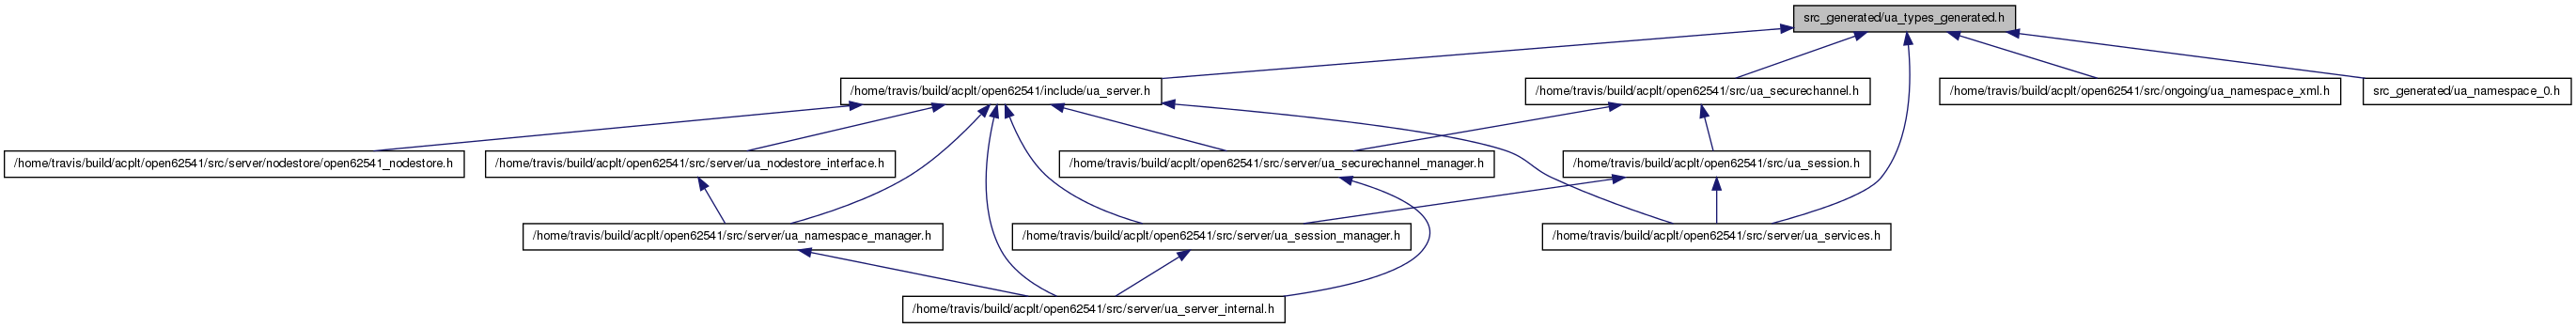 src_generated/ua_types_generated.h
/home/travis/build/acplt/open62541/include/ua_server.h
/home/travis/build/acplt/open62541/src/ua_securechannel.h
/home/travis/build/acplt/open62541/src/ongoing/ua_namespace_xml.h
src_generated/ua_namespace_0.h
/home/travis/build/acplt/open62541/src/server/nodestore/open62541_nodestore.h
/home/travis/build/acplt/open62541/src/server/ua_nodestore_interface.h
/home/travis/build/acplt/open62541/src/server/ua_securechannel_manager.h
/home/travis/build/acplt/open62541/src/ua_session.h
/home/travis/build/acplt/open62541/src/server/ua_namespace_manager.h
/home/travis/build/acplt/open62541/src/server/ua_session_manager.h
/home/travis/build/acplt/open62541/src/server/ua_services.h
/home/travis/build/acplt/open62541/src/server/ua_server_internal.h